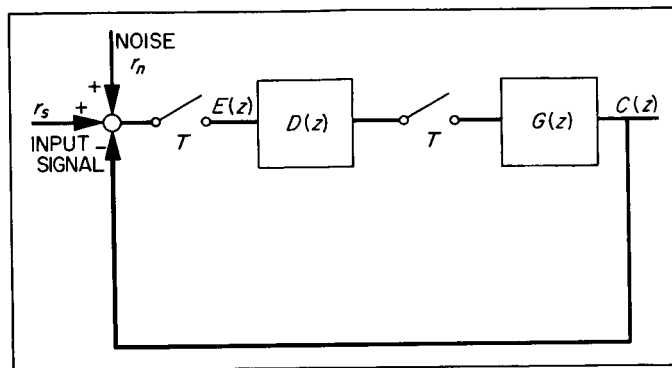 NOISE
r_n
+
r_s
+
E(z)
D(z)
G(z)
C(z)
INPUT –
SIGNAL
T
T